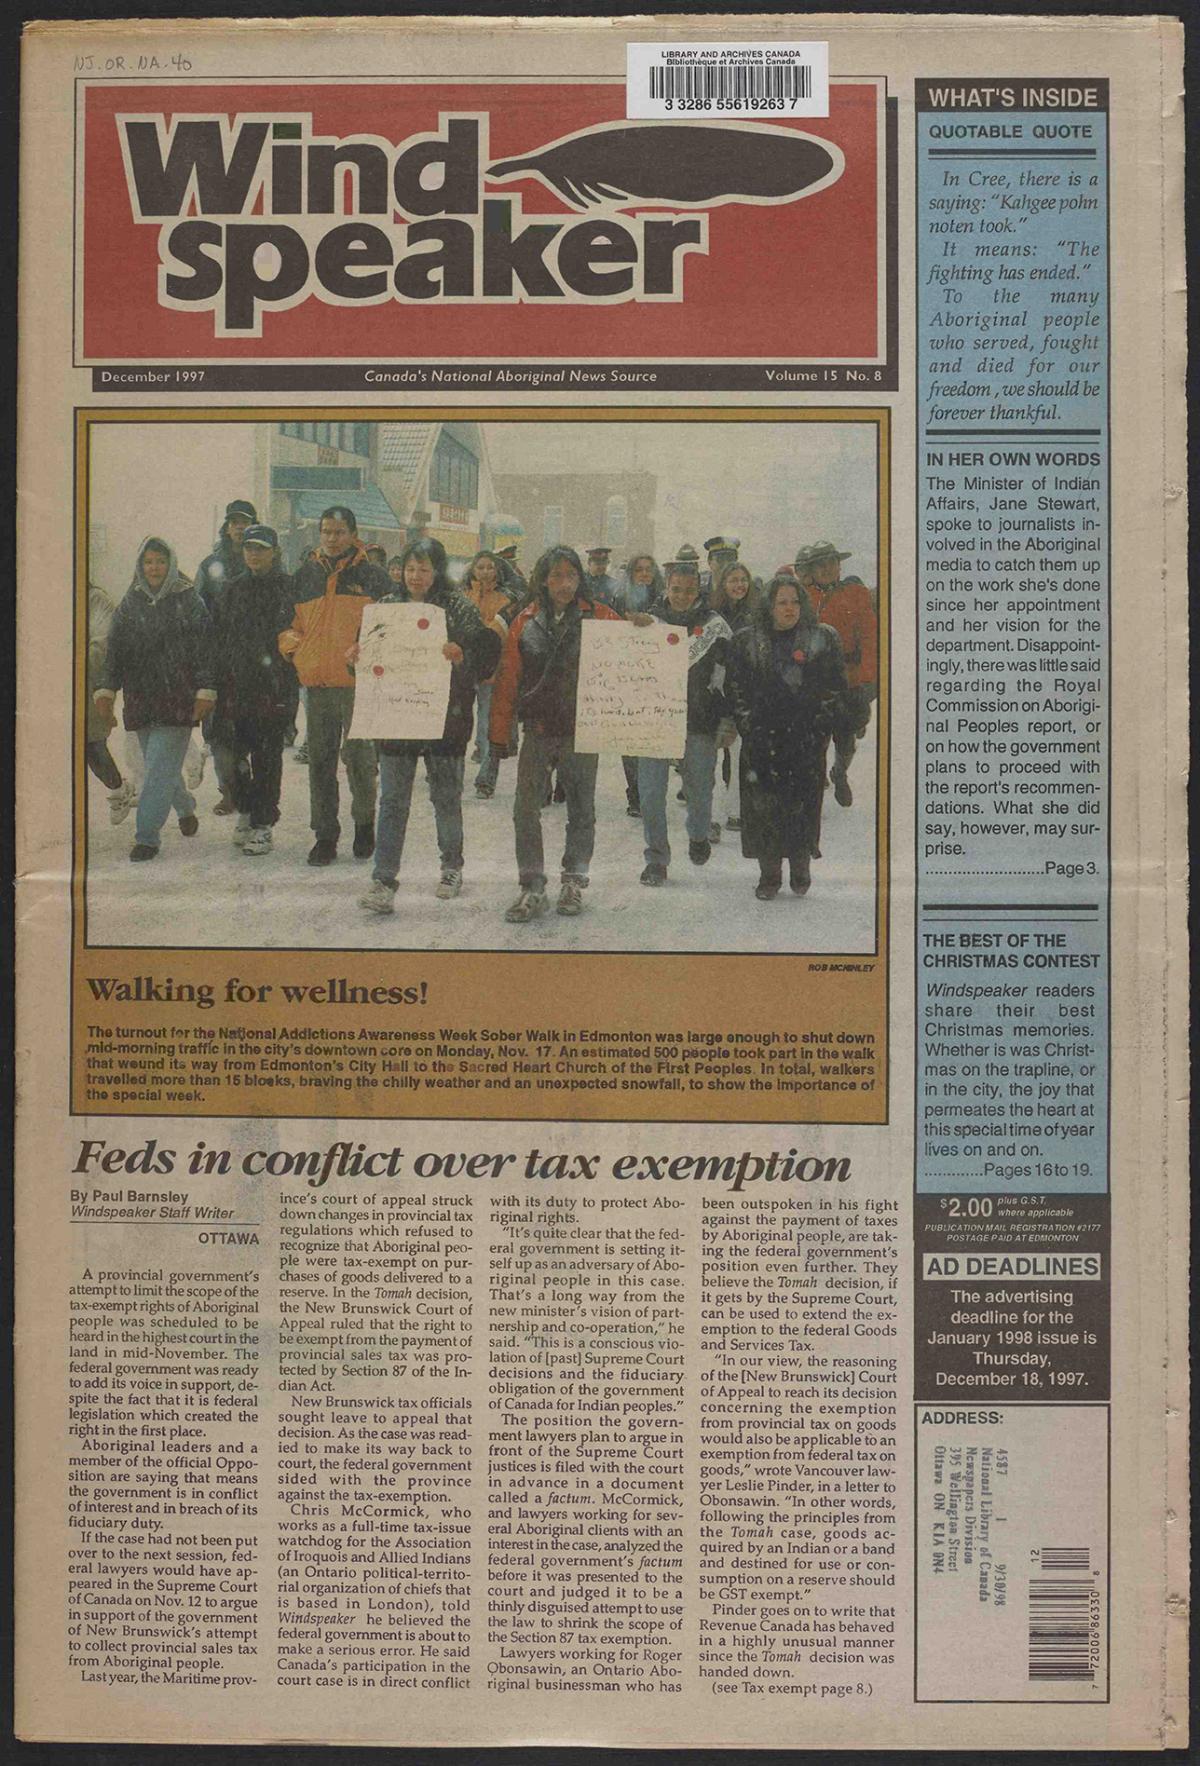 NJ.OR.NA.40
LIBRARY AND ARCHIVES CANADA
Bibliothèque et Archives Canada
3 3286 55619263 7
Wind
speaker
December 1997
Canada's National Aboriginal News Source
Volume 15 No. 8
ROB MCKINLEY
Walking for wellness!
The turnout for the National Addictions Awareness Week Sober Walk in Edmonton was large enough to shut down
mid-morning traffic in the city's downtown core on Monday, Nov. 17. An estimated 500 people took part in the walk
that wound its way from Edmonton's City Hall to the Sacred Heart Church of the First Peoples. In total, walkers
travelled more than 15 blocks, braving the chilly weather and an unexpected snowfall, to show the importance of
the special week.
Feds in conflict over tax exemption
By Paul Barnsley
Windspeaker Staff Writer
OTTAWA
A provincial government's
attempt to limit the scope of the
tax-exempt rights of Aboriginal
people was scheduled to be
heard in the highest court in the
land in mid-November. The
federal government was ready
to add its voice in support, de-
spite the fact that it is federal
legislation which created the
right in the first place.
Aboriginal leaders and a
member of the official Oppo-
sition are saying that means
the government is in conflict
of interest and in breach of its
fiduciary duty.
If the case had not been put
over to the next session, fed-
eral lawyers would have ap-
peared in the Supreme Court
of Canada on Nov. 12 to argue
in support of the government
of New Brunswick's attempt
to collect provincial sales tax
from Aboriginal people.
Last year, the Maritime prov-
ince's court of appeal struck
down changes in provincial tax
regulations which refused to
recognize that Aboriginal peo-
ple were tax-exempt on pur-
chases of goods delivered to a
reserve. In the Tomah decision,
the New Brunswick Court of
Appeal ruled that the right to
be exempt from the payment of
provincial sales tax was pro-
tected by Section 87 of the In-
dian Act.
New Brunswick tax officials
sought leave to appeal that
decision. As the case was read-
ied to make its way back to
court, the federal government
sided with the province
against the tax-exemption.
Chris McCormick, who
works as a full-time tax-issue
watchdog for the Association
of Iroquois and Allied Indians
(an Ontario political-territo-
rial organization of chiefs that
is based in London), told
Windspeaker he believed the
federal government is about to
make a serious error. He said
Canada's participation in the
court case is in direct conflict
with its duty to protect Abo-
riginal rights.
"It's quite clear that the fed-
eral government is setting it-
self up as an adversary of Abo-
riginal people in this case.
That's a long way from the
new minister's vision of part-
nership and co-operation," he
said. "This is a conscious vio-
lation of [past] Supreme Court
decisions and the fiduciary
obligation of the government
of Canada for Indian peoples."
The position the govern-
ment lawyers plan to argue in
front of the Supreme Court
justices is filed with the court
in advance in a document
called a factum. McCormick,
and lawyers working for sev-
eral Aboriginal clients with an
interest in the case, analyzed the
federal government's factum
before it was presented to the
court and judged it to be a
thinly disguised attempt to use
the law to shrink the scope of
the Section 87 tax exemption.
Lawyers working for Roger
Obonsawin, an Ontario Abo-
riginal businessman who has
been outspoken in his fight
against the payment of taxes
by Aboriginal people, are tak-
ing the federal government's
position even further. They
believe the Tomah decision, if
it gets by the Supreme Court,
can be used to extend the ex-
emption to the federal Goods
and Services Tax.
"In our view, the reasoning
of the [New Brunswick] Court
of Appeal to reach its decision
concerning the exemption
from provincial tax on goods
would also be applicable to an
exemption from federal tax on
goods," wrote Vancouver law-
yer Leslie Pinder, in a letter to
Obonsawin. "In other words,
following the principles from
the Tomah case, goods ac-
quired by an Indian or a band
and destined for use or con-
sumption on a reserve should
be GST exempt."
Pinder goes on to write that
Revenue Canada has behaved
in a highly unusual manner
since the Tomah decision was
handed down.
(see Tax exempt page 8.)
WHAT'S INSIDE
QUOTABLE QUOTE
In Cree, there is a
saying: "Kahgee pohn
noten took."
It means: "The
fighting has ended."
To the many
Aboriginal people
who served, fought
and died for our
freedom, we should be
forever thankful.
IN HER OWN WORDS
The Minister of Indian
Affairs, Jane Stewart,
spoke to journalists in-
volved in the Aboriginal
media to catch them up
on the work she's done
since her appointment
and her vision for the
department. Disappoint-
ingly, there was little said
regarding the Royal
Commission on Aborigi-
nal Peoples report, or
on how the government
plans to proceed with
the report's recommen-
dations. What she did
say, however, may sur-
prise.
..........................Page 3.
THE BEST OF THE
CHRISTMAS CONTEST
Windspeaker readers
share their best
Christmas memories.
Whether is was Christ-
mas on the trapline, or
in the city, the joy that
permeates the heart at
this special time of year
lives on and on.
............Pages 16 to 19.
$2.00 plus G.S.T.
where applicable
PUBLICATION MAIL REGISTRATION #2177
POSTAGE PAID AT EDMONTON
AD DEADLINES
The advertising
deadline for the
January 1998 issue is
Thursday,
December 18, 1997.
ADDRESS:
4587 1 9/30/98
National Library of Canada
Newspapers Division
395 Wellington Street
Ottawa ON K1A 0N4
12
7 72006 86330 8